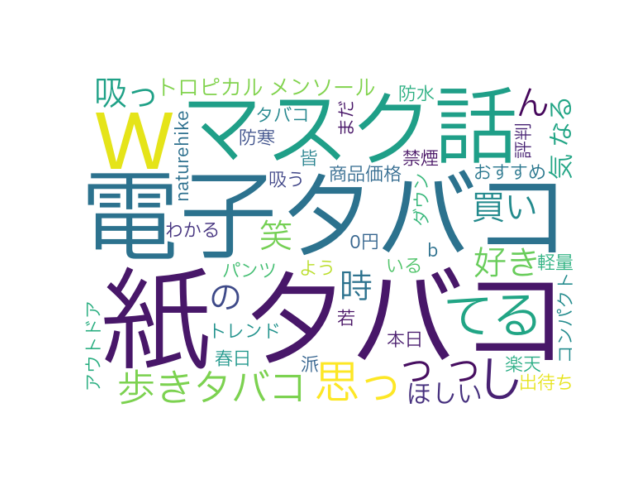 吸っ
トロピカル メンソール
防水
ん
気 なる
W
マスク
話
タバコ
まだ
評判
naturehike
防寒
皆
禁煙
電子タバコ
吸う
商品価格
おすすめ
ダウン
買い
わかる
笑
0円
b
好き
軽量
紙タバコ
パンツ
よう
いる
コンパクト
の
時
てる
トレンド
若
本日
アウトドア
春日
派
楽天
歩きタバコ
思っ
っ
っ
し
ほしい
出待ち